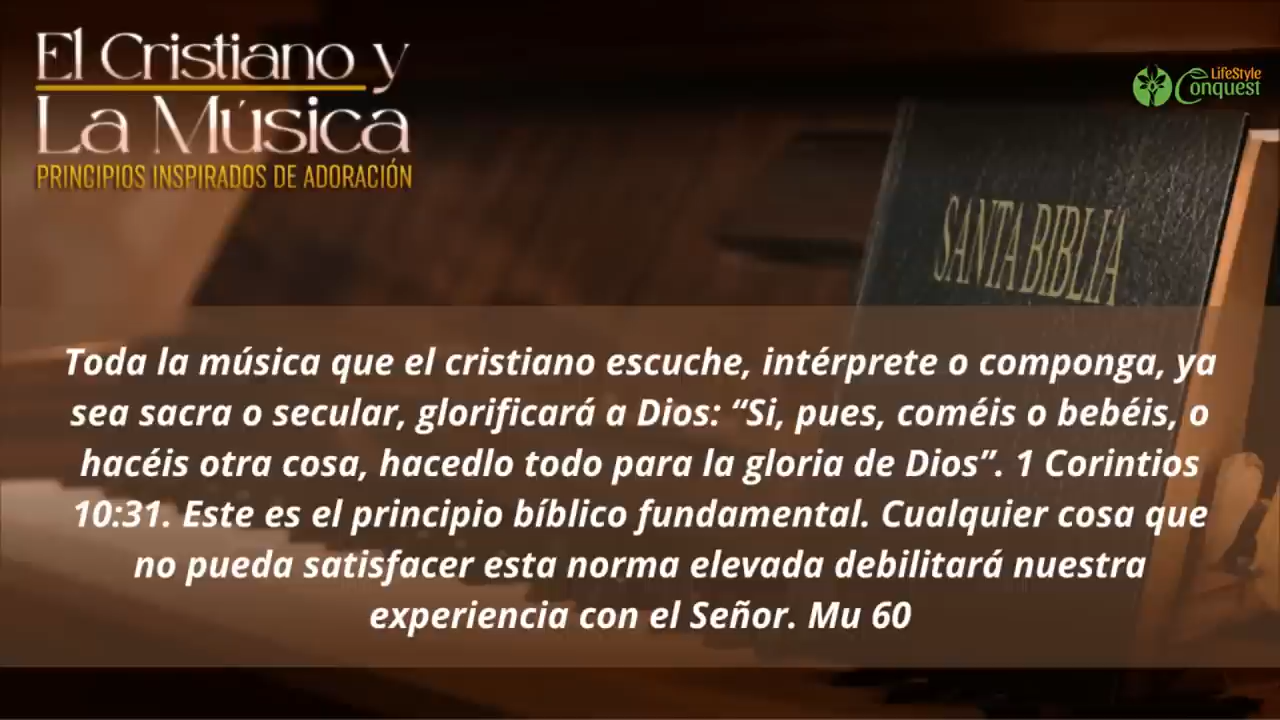 El Cristiano y
La Música
PRINCIPIOS INSPIRADOS DE ADORACIÓN
LifeStyle
Conquest
SANTA BIBLIA
Toda la música que el cristiano escuche, intérprete o componga, ya
sea sacra o secular, glorificará a Dios: “Si, pues, coméis o bebéis, o
hacéis otra cosa, hacedlo todo para la gloria de Dios”. 1 Corintios
10:31. Este es el principio bíblico fundamental. Cualquier cosa que
no pueda satisfacer esta norma elevada debilitará nuestra
experiencia con el Señor. Mu 60